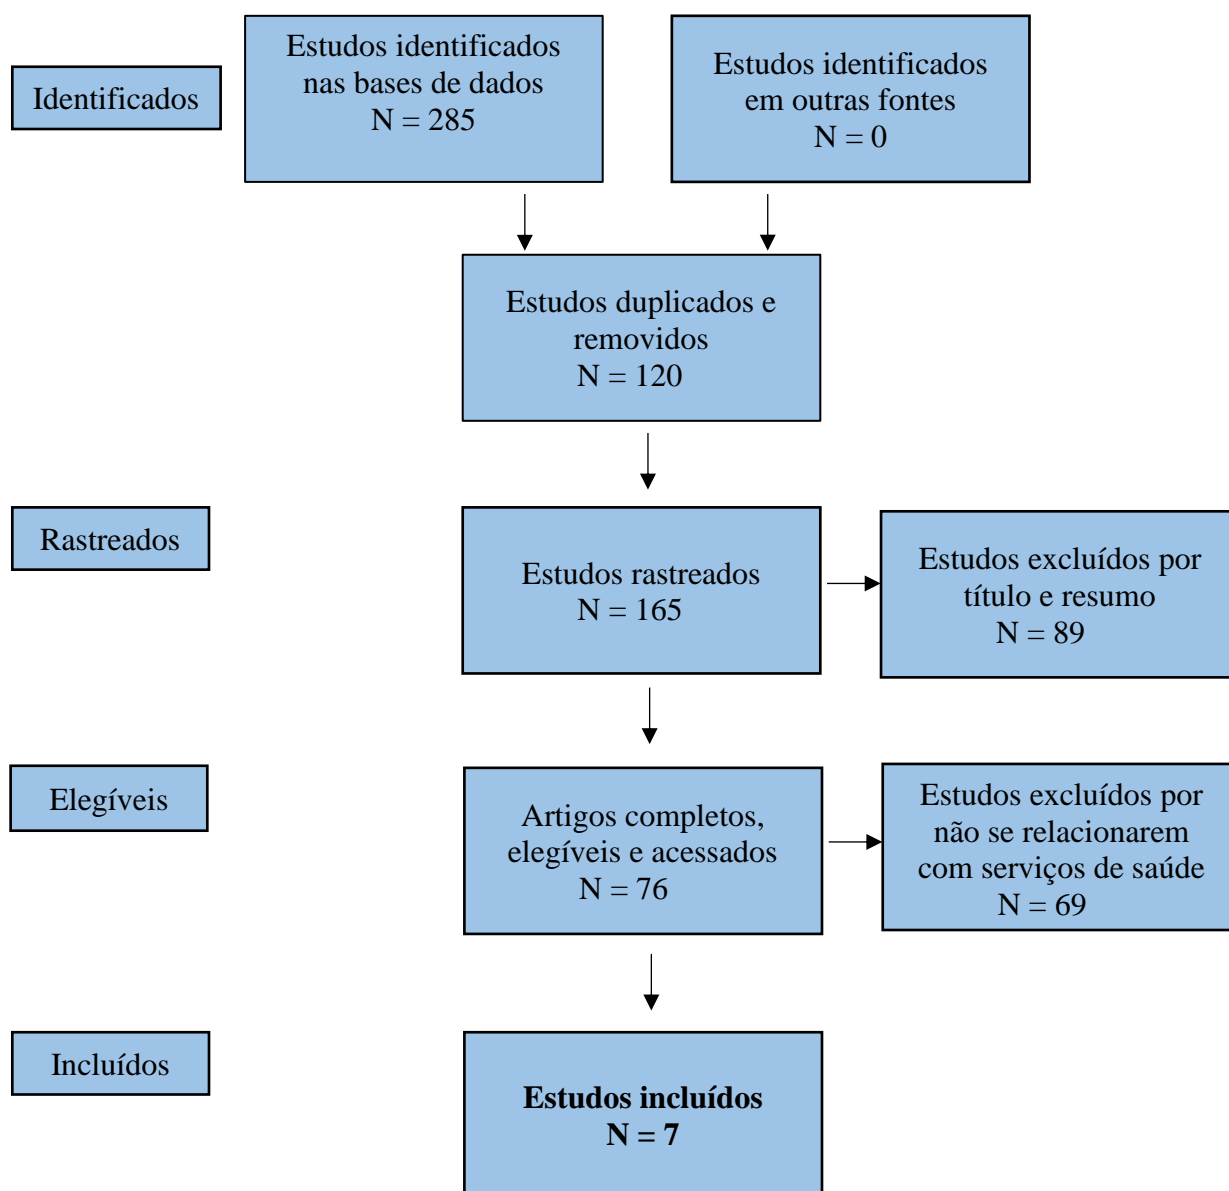 Identificados
Estudos identificados
nas bases de dados
N = 285
Estudos identificados
em outras fontes
N = 0
Estudos duplicados e
removidos
N = 120
Rastreados
Estudos rastreados
N = 165
Estudos excluídos por
título e resumo
N = 89
Elegíveis
Artigos completos,
elegíveis e acessados
N = 76
Estudos excluídos por
não se relacionarem
com serviços de saúde
N = 69
Incluídos
Estudos incluídos
N = 7